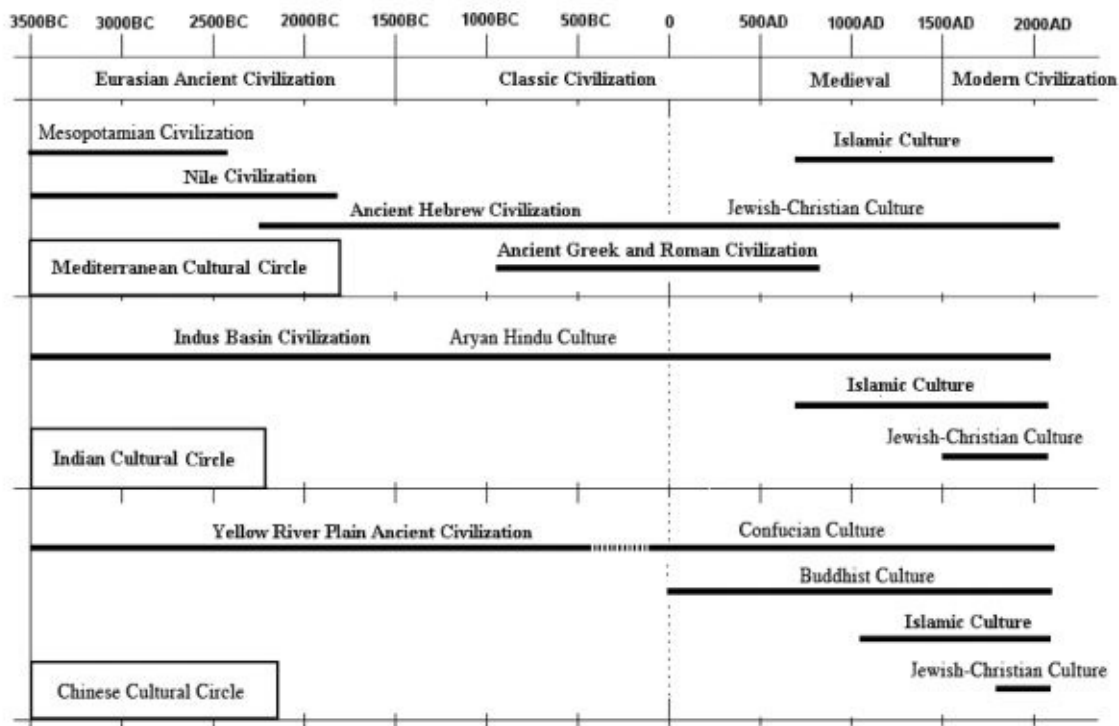 3500BC 3000BC 2500BC 2000BC 1500BC 1000BC 500BC 0 500AD 1000AD 1500AD 2000AD
Eurasian Ancient Civilization Classic Civilization Medieval Modern Civilization
Mesopotamian Civilization Islamic Culture
Nile Civilization
Ancient Hebrew Civilization Jewish-Christian Culture
Ancient Greek and Roman Civilization
Mediterranean Cultural Circle
Indus Basin Civilization Aryan Hindu Culture
Islamic Culture
Jewish-Christian Culture
Indian Cultural Circle
Yellow River Plain Ancient Civilization Confucian Culture
Buddhist Culture
Islamic Culture
Jewish-Christian Culture
Chinese Cultural Circle